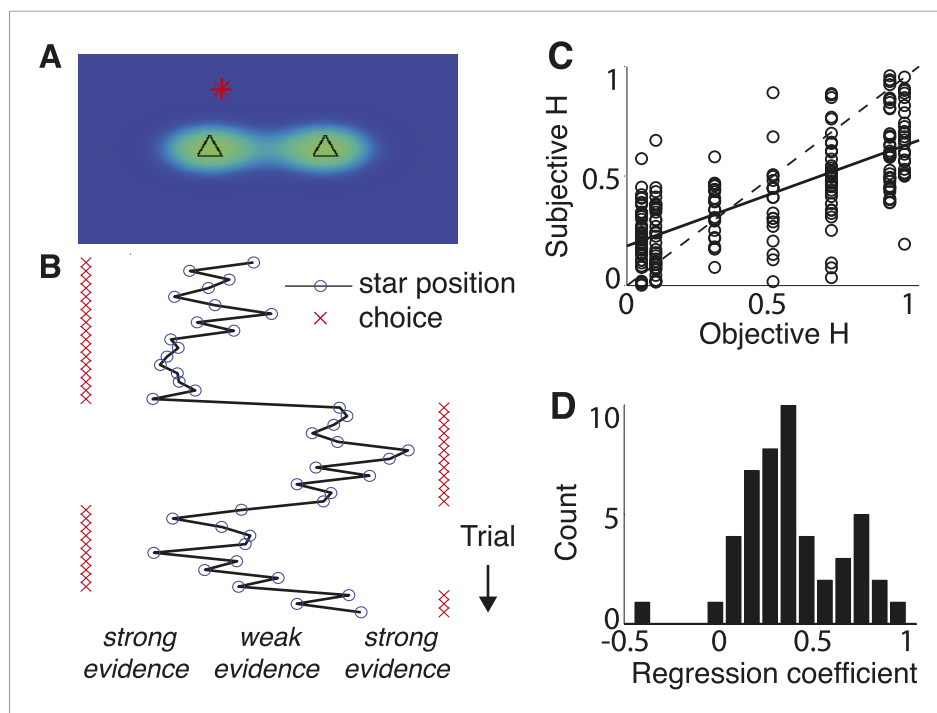 A
B
star position
choice
Trial
strong
evidence
weak
evidence
strong
evidence
C
Subjective H
1
0.5
0
0
0.5
1
Objective H
D
Count
10
5
0
-0.5
0
0.5
1
Regression coefficient